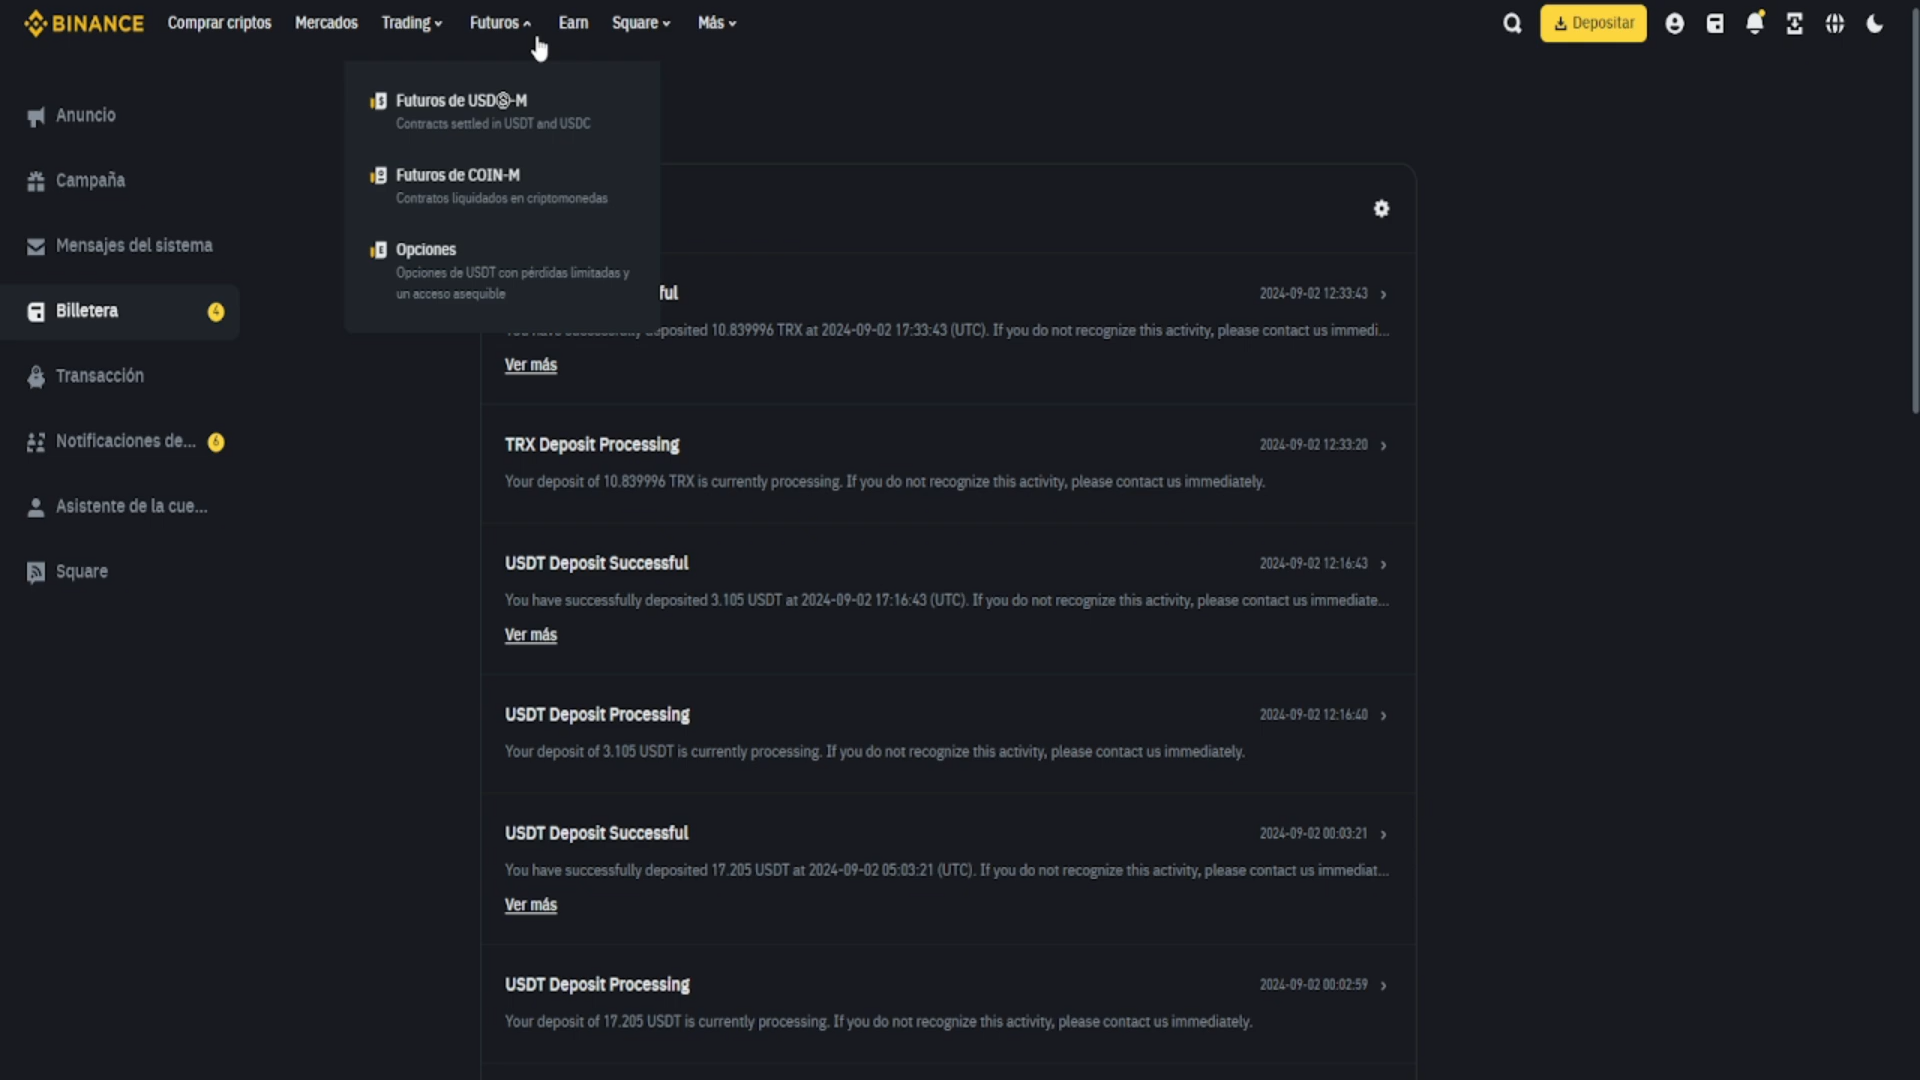 BINANCE Comprar criptos Mercados Trading Futuros Earn Square Más Depositar
Anuncio
Campaña
Mensajes del sistema
Billetera 4
Transacción
Notificaciones de... 6
Asistente de la cue...
Square
Futuros de USDⓈ-M
Contracts settled in USDT and USDC
Futuros de COIN-M
Contratos liquidados en criptomonedas
Opciones
Opciones de USDT con pérdidas limitadas y
un acceso asequible
ful 2024-09-02 12:33:43
posited 10.839996 TRX at 2024-09-02 17:33:43 (UTC). If you do not recognize this activity, please contact us immedi...
Ver más
TRX Deposit Processing 2024-09-02 12:33:20
Your deposit of 10.839996 TRX is currently processing. If you do not recognize this activity, please contact us immediately.
USDT Deposit Successful 2024-09-02 12:16:43
You have successfully deposited 3.105 USDT at 2024-09-02 17:16:43 (UTC). If you do not recognize this activity, please contact us immediate...
Ver más
USDT Deposit Processing 2024-09-02 12:16:40
Your deposit of 3.105 USDT is currently processing. If you do not recognize this activity, please contact us immediately.
USDT Deposit Successful 2024-09-02 00:03:21
You have successfully deposited 17.205 USDT at 2024-09-02 05:03:21 (UTC). If you do not recognize this activity, please contact us immediat...
Ver más
USDT Deposit Processing 2024-09-02 00:02:59
Your deposit of 17.205 USDT is currently processing. If you do not recognize this activity, please contact us immediately.